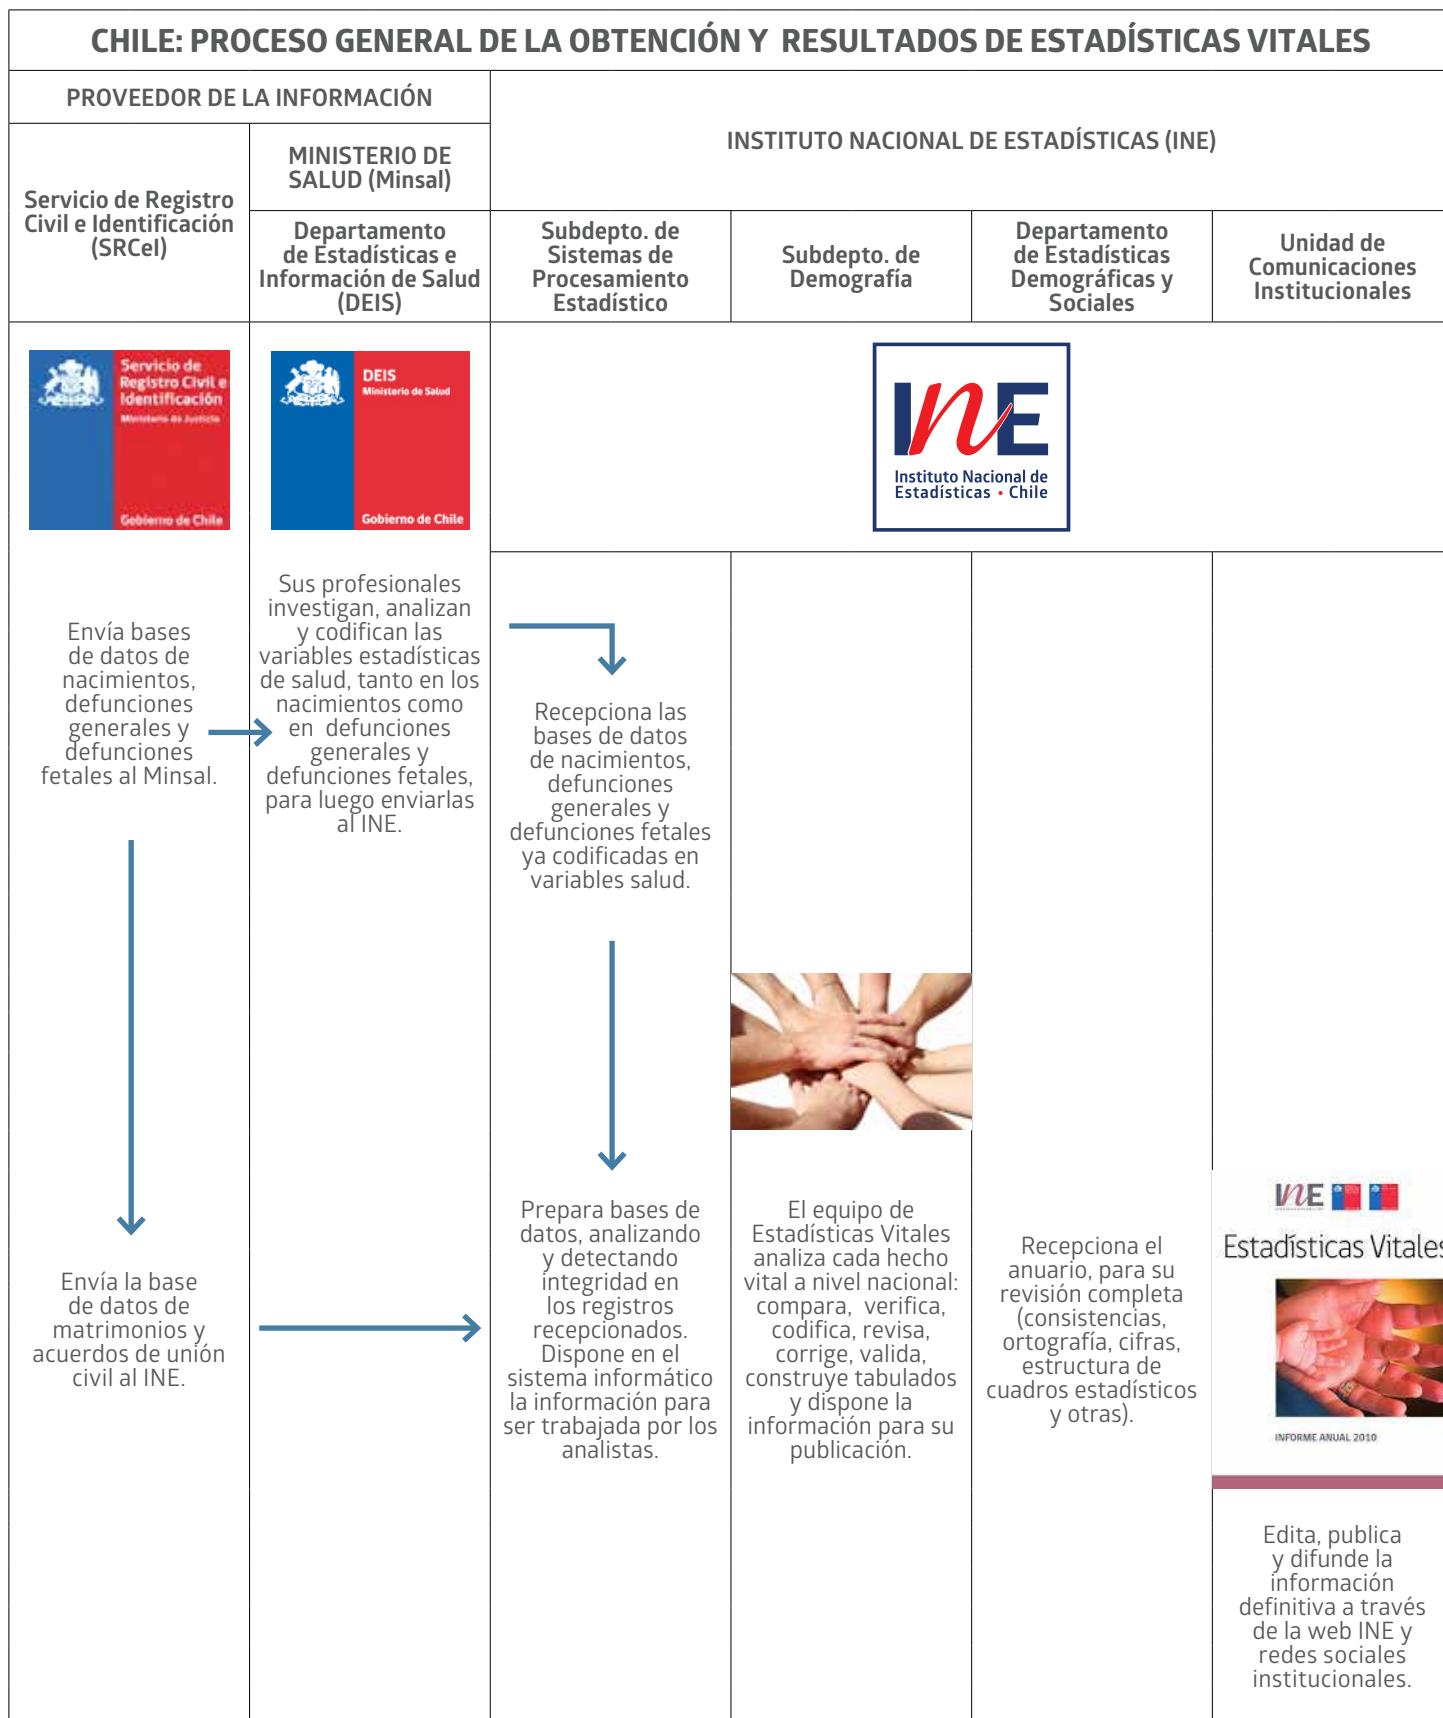 CHILE: PROCESO GENERAL DE LA OBTENCIÓN Y RESULTADOS DE ESTADÍSTICAS VITALES
PROVEEDOR DE LA INFORMACIÓN
INSTITUTO NACIONAL DE ESTADÍSTICAS (INE)
Servicio de Registro
Civil e Identificación
(SRCeI)
MINISTERIO DE
SALUD (Minsal)
Departamento
de Estadísticas e
Información de Salud
(DEIS)
Subdepto. de
Sistemas de
Procesamiento
Estadístico
Subdepto. de
Demografía
Departamento
de Estadísticas
Demográficas y
Sociales
Unidad de
Comunicaciones
Institucionales
Servicio de
Registro Civil e
Identificación
Ministerio de Justicia
Gobierno de Chile
DEIS
Ministerio de Salud
Gobierno de Chile
INE
Instituto Nacional de
Estadísticas • Chile
Envía bases
de datos de
nacimientos,
defunciones
generales y
defunciones
fetales al Minsal.
Envía la base
de datos de
matrimonios y
acuerdos de unión
civil al INE.
Sus profesionales
investigan, analizan
y codifican las
variables estadísticas
de salud, tanto en los
nacimientos como
en defunciones
generales y
defunciones fetales,
para luego enviarlas
al INE.
Recepciona las
bases de datos
de nacimientos,
defunciones
generales y
defunciones fetales
ya codificadas en
variables salud.
Prepara bases de
datos, analizando
y detectando
integridad en
los registros
recepcionados.
Dispone en el
sistema informático
la información para
ser trabajada por los
analistas.
El equipo de
Estadísticas Vitales
analiza cada hecho
vital a nivel nacional:
compara, verifica,
codifica, revisa,
corrige, valida,
construye tabulados
y dispone la
información para su
publicación.
Recepciona el
anuario, para su
revisión completa
(consistencias,
ortografía, cifras,
estructura de
cuadros estadísticos
y otras).
INE
Estadísticas Vitales
INFORME ANUAL 2010
Edita, publica
y difunde la
información
definitiva a través
de la web INE y
redes sociales
institucionales.